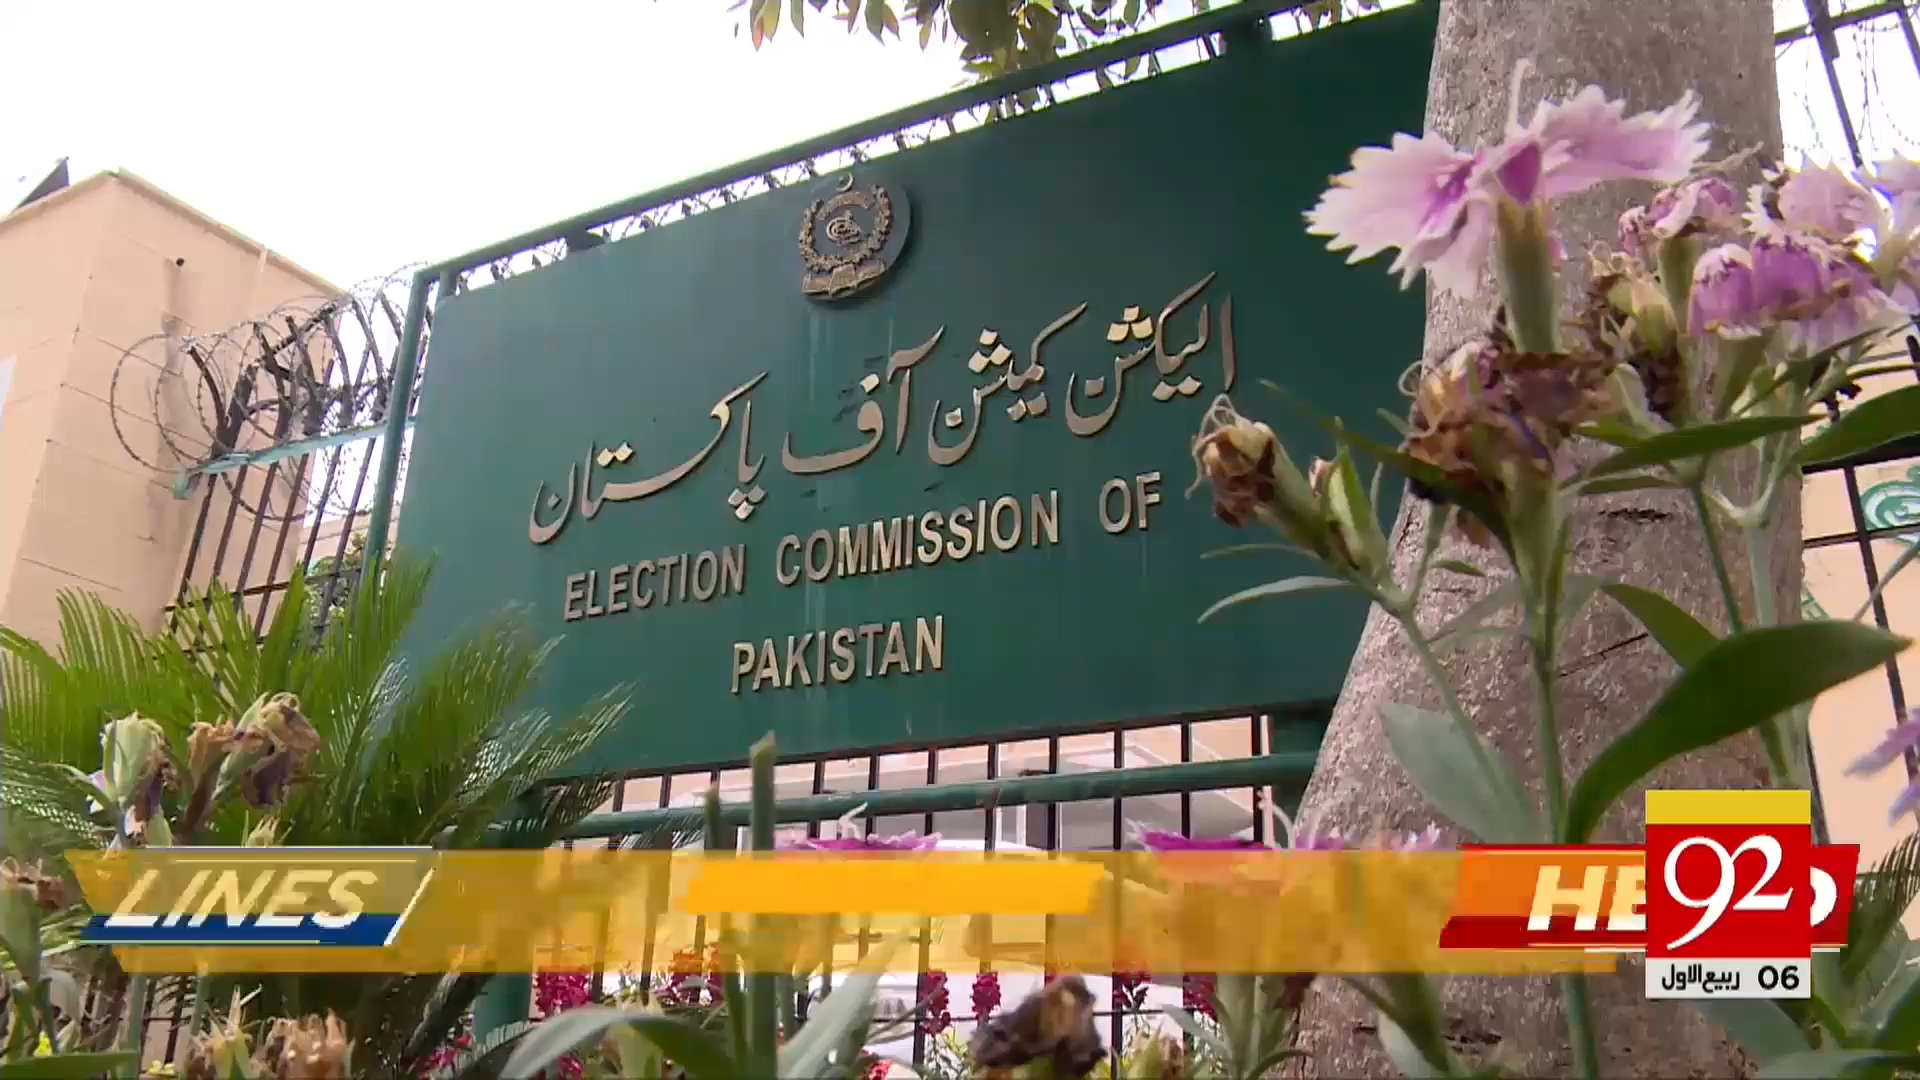 الیکشن کمیشن آف پاکستان
ELECTION COMMISSION OF
PAKISTAN
LINES
92
06 ربیع الاول